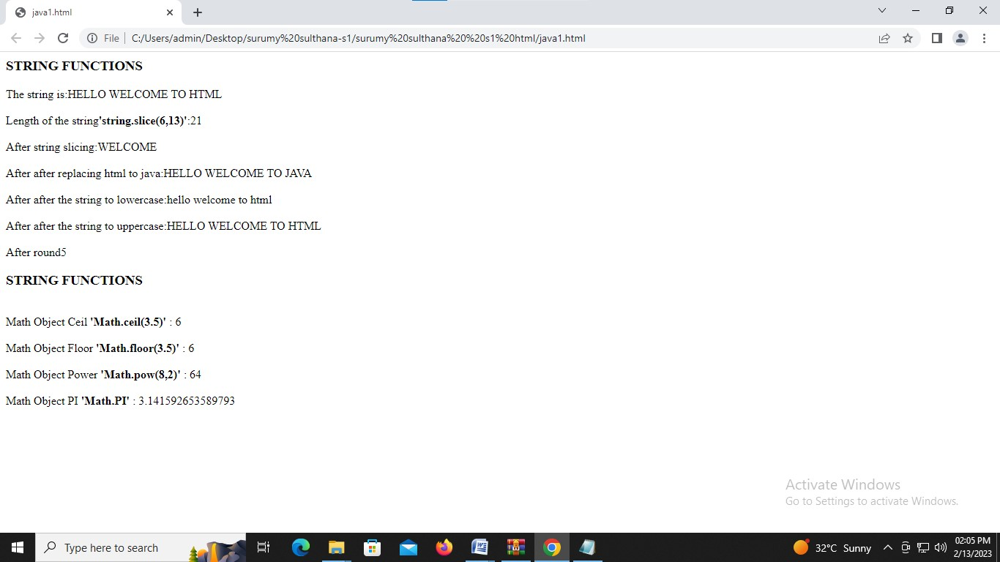 java1.html
File
C:/Users/admin/Desktop/surumy%20sulthana-s1/surumy%20sulthana%20%20s1%20html/java1.html
STRING FUNCTIONS
The string is:HELLO WELCOME TO HTML
Length of the string'string.slice(6,13)':21
After string slicing:WELCOME
After after replacing html to java:HELLO WELCOME TO JAVA
After after the string to lowercase:hello welcome to html
After after the string to uppercase:HELLO WELCOME TO HTML
After round5
STRING FUNCTIONS
Math Object Ceil 'Math.ceil(3.5)' : 6
Math Object Floor 'Math.floor(3.5)' : 6
Math Object Power 'Math.pow(8,2)' : 64
Math Object PI 'Math.PI' : 3.141592653589793
Activate Windows
Go to Settings to activate Windows.
Type here to search
32°C Sunny
02:05 PM
2/13/2023